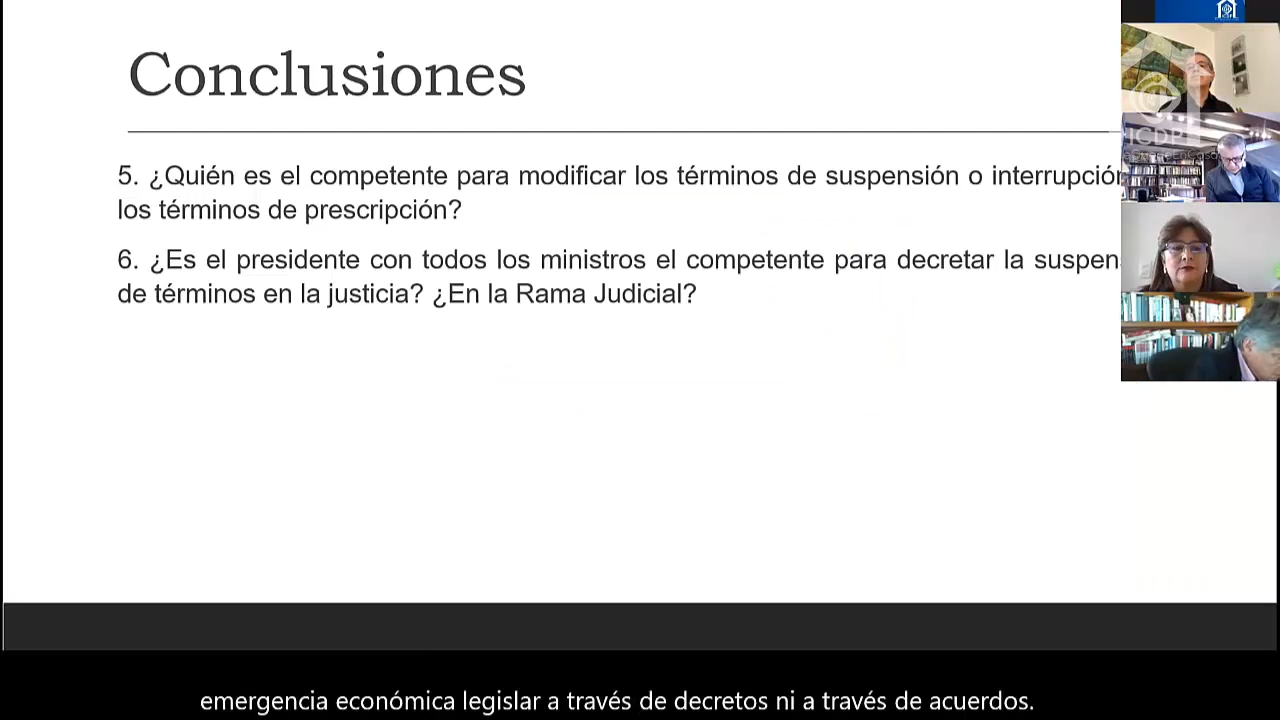 Conclusiones
5. ¿Quién es el competente para modificar los términos de suspensión o interrupción
los términos de prescripción?
6. ¿Es el presidente con todos los ministros el competente para decretar la suspen
de términos en la justicia? ¿En la Rama Judicial?
ICDP
emergencia económica legislar a través de decretos ni a través de acuerdos.